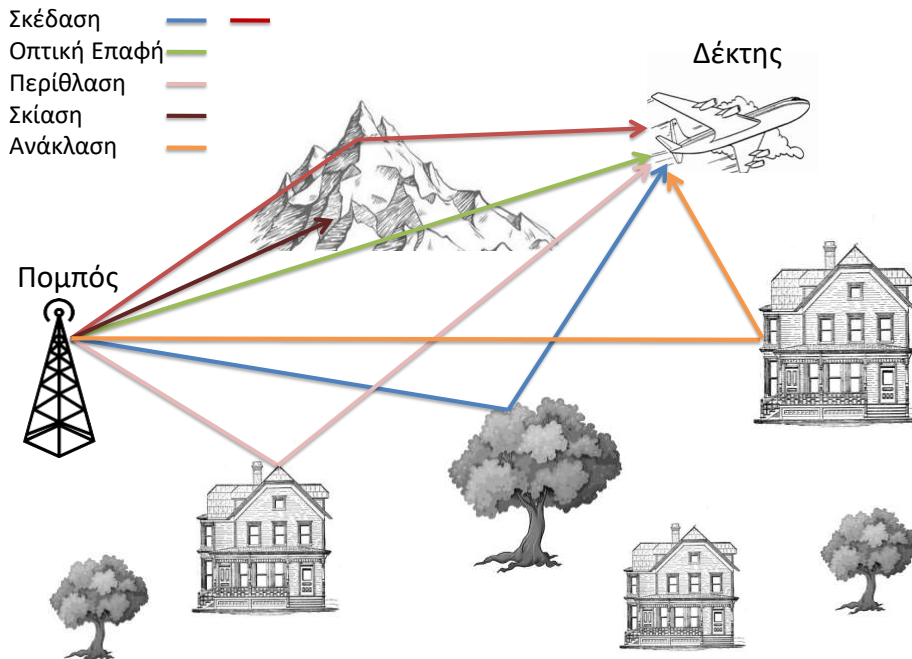 Σκέδαση
Οπτική Επαφή
Περίθλαση
Σκίαση
Ανάκλαση
Δέκτης
Πομπός